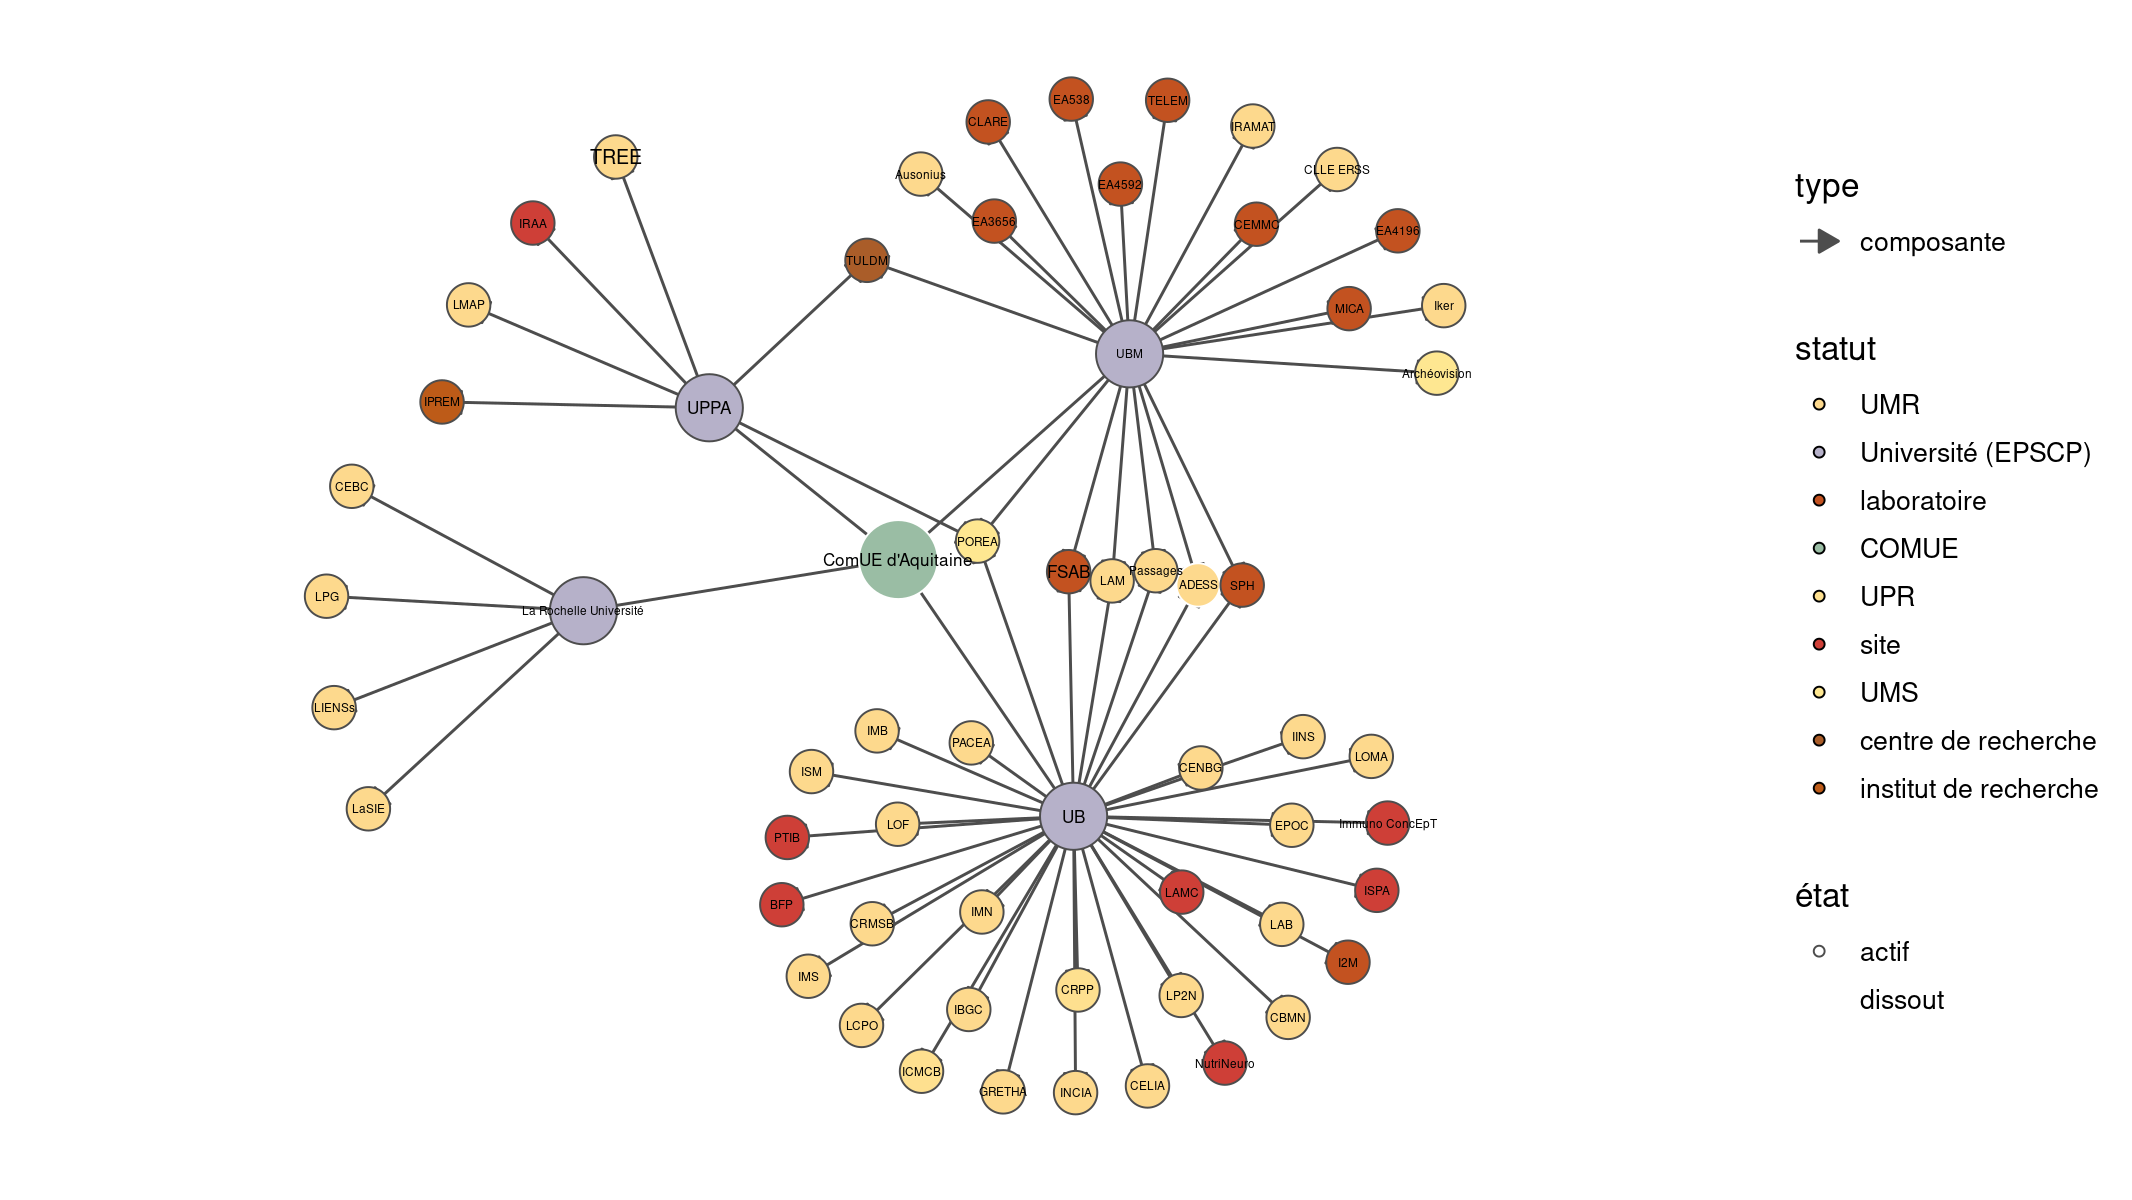 EA538
TELEM
CLARE
IRAMAT
TREE
CLLE ERSS
Ausonius
EA4592
EA3656
IRAA
CEMMC
EA4196
TULDM
LMAP
MICA
Iker
UBM
Archéovision
IPREM
UPPA
CEBC
POREA
ComUE d'Aquitaine
FSAB
LAM
Passages
ADESS
SPH
LPG
La Rochelle Université
LIENSs
IMB
PACEA
IINS
LOMA
ISM
CENBG
LaSIE
UB
PTIB
LOF
EPOC
Immuno ConcEpT
BFP
LAMC
ISPA
CRMSB
IMN
LAB
IMS
I2M
CRPP
LP2N
IBGC
CBMN
LCPO
ICMCB
NutriNeuro
GRETHA
INCIA
CELIA
type
composante
statut
UMR
Université (EPSCP)
laboratoire
COMUE
UPR
site
UMS
centre de recherche
institut de recherche
état
actif
dissout